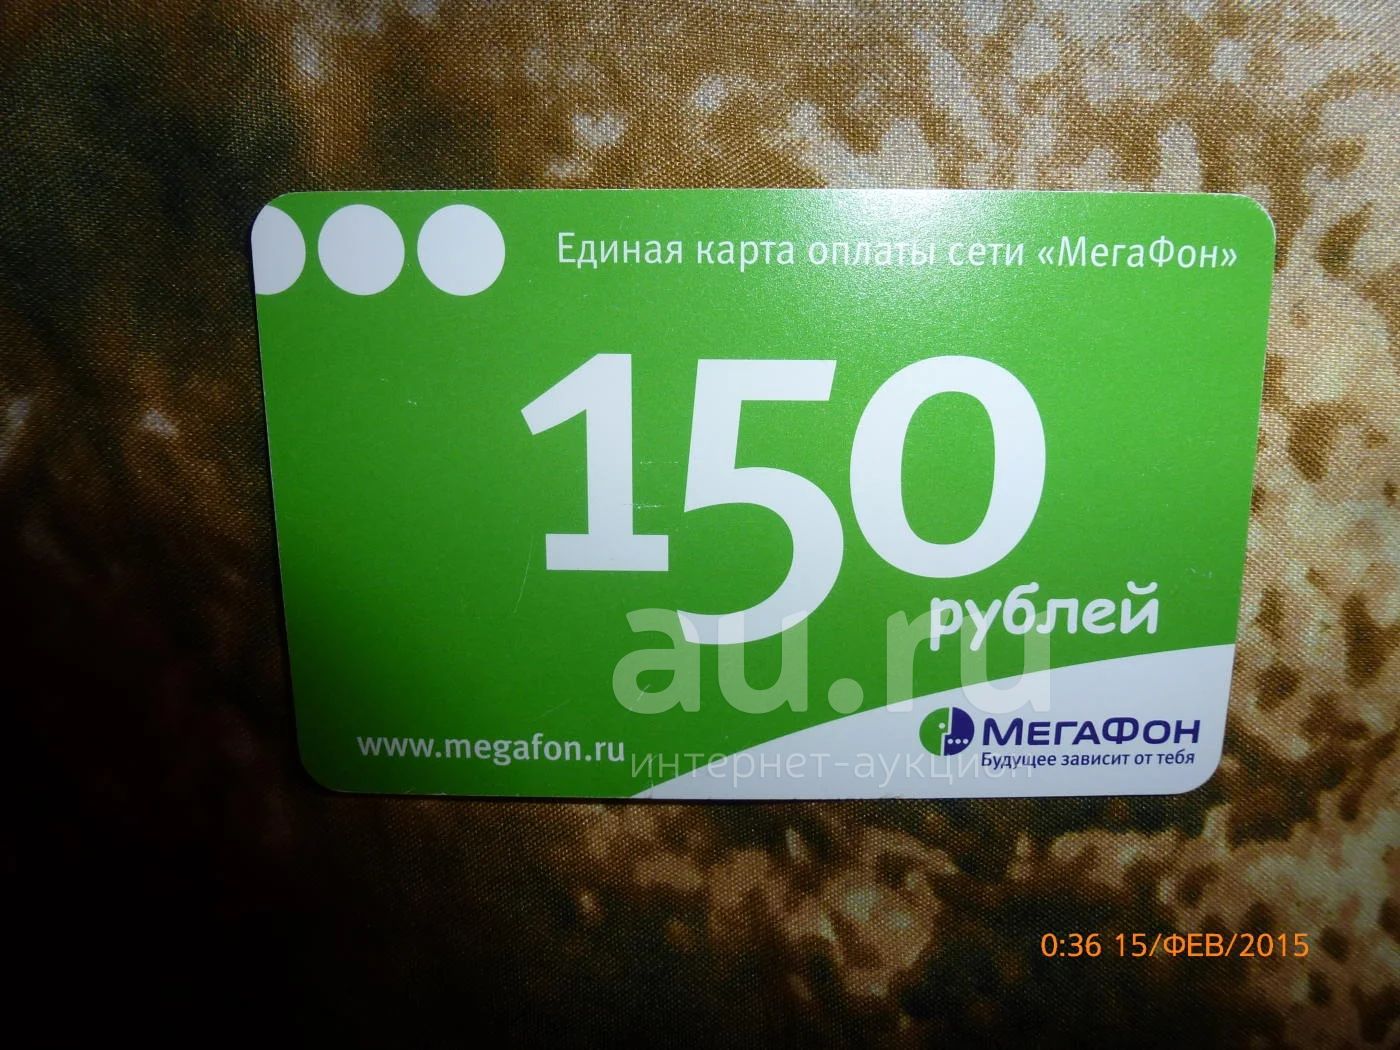 Единая карта оплаты сети «МегаФон»
150
рублей
au.ru
www.megafon.ru
интернет-аукцион
МЕГАФОН
Будущее зависит от тебя
0:36 15/ФЕВ/2015